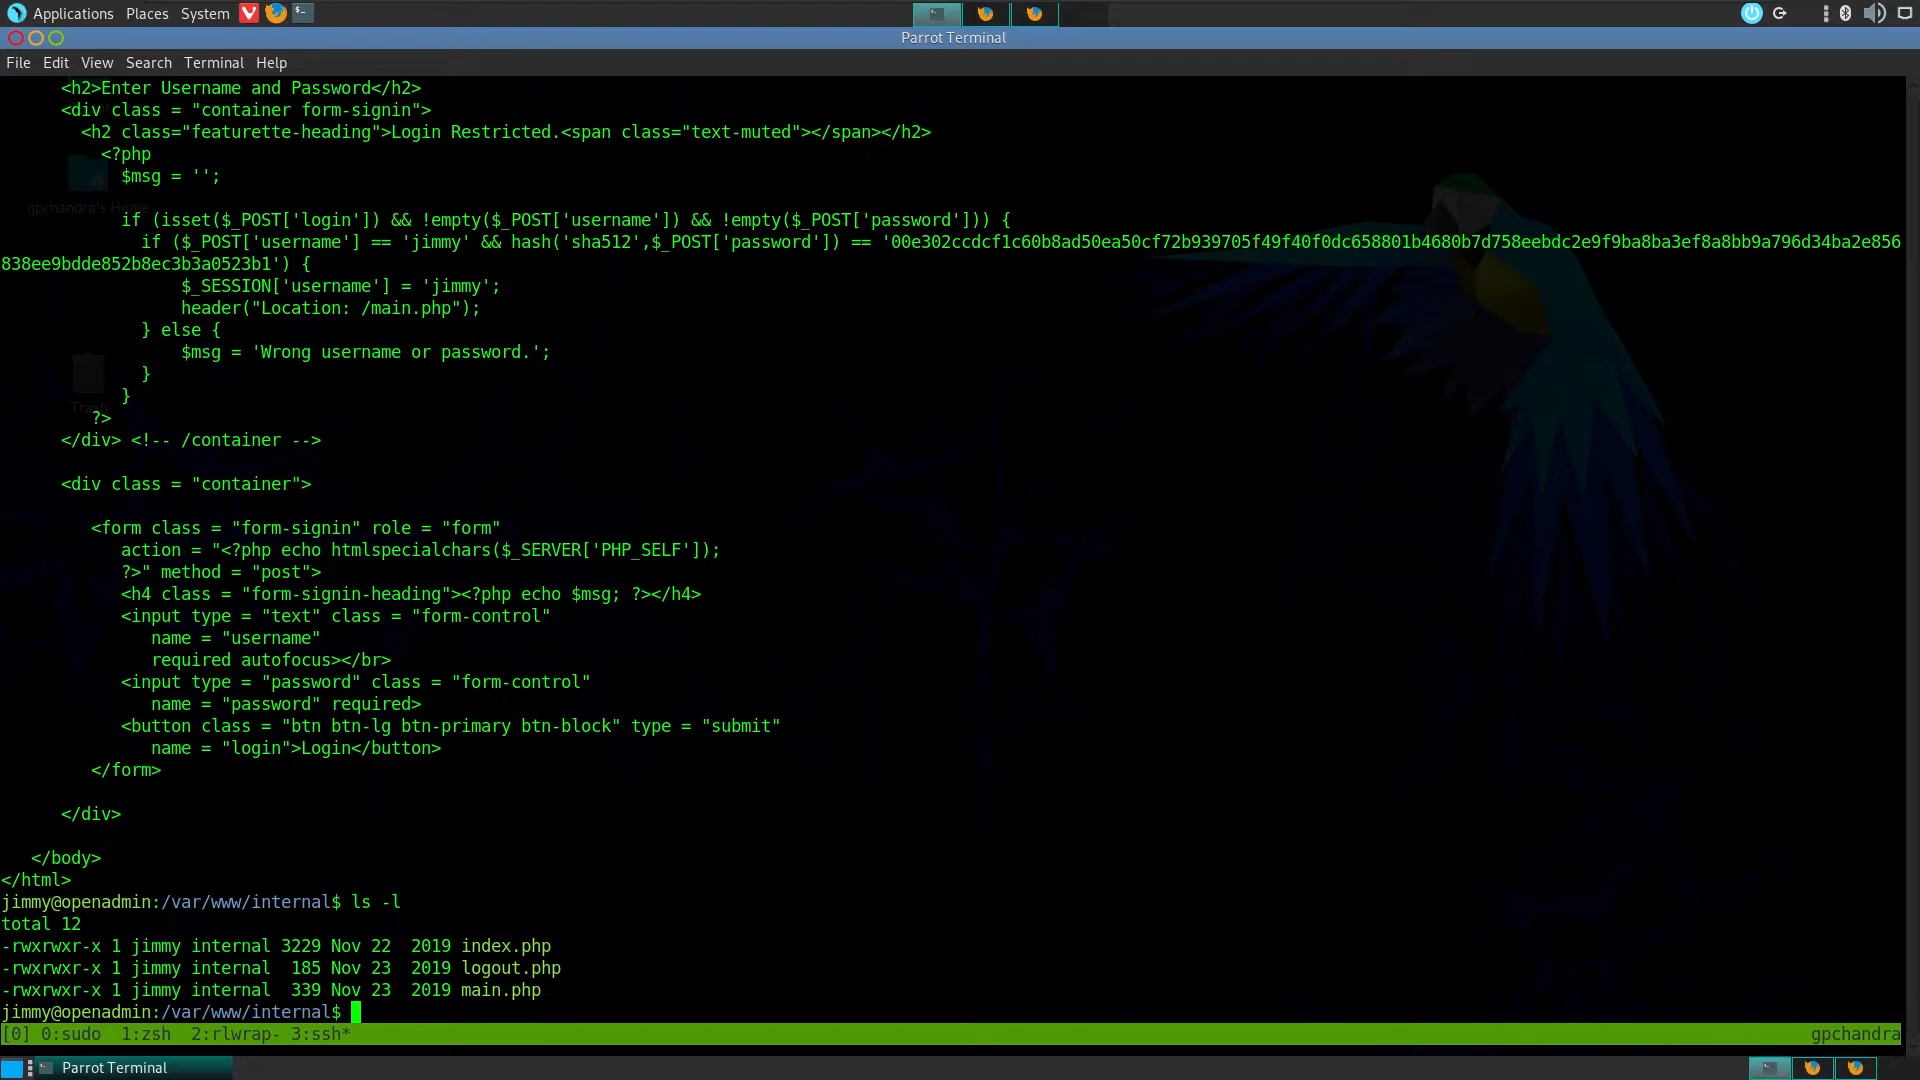 Applications Places System
Parrot Terminal
File Edit View Search Terminal Help
<h2>Enter Username and Password</h2>
<div class = "container form-signin">
<h2 class="featurette-heading">Login Restricted.<span class="text-muted"></span></h2>
<?php
$msg = '';
gpchandra's Home
if (isset($_POST['login']) && !empty($_POST['username']) && !empty($_POST['password'])) {
if ($_POST['username'] == 'jimmy' && hash('sha512',$_POST['password']) == '00e302ccdcf1c60b8ad50ea50cf72b939705f49f40f0dc658801b4680b7d758eebdc2e9f9ba8ba3ef8a8bb9a796d34ba2e856
838ee9bdde852b8ec3b3a0523b1') {
$_SESSION['username'] = 'jimmy';
header("Location: /main.php");
} else {
$msg = 'Wrong username or password.';
}
}
Trash
?>
</div> <!-- /container -->
<div class = "container">
<form class = "form-signin" role = "form"
action = "<?php echo htmlspecialchars($_SERVER['PHP_SELF']);
?>" method = "post">
<h4 class = "form-signin-heading"><?php echo $msg; ?></h4>
<input type = "text" class = "form-control"
name = "username"
required autofocus></br>
<input type = "password" class = "form-control"
name = "password" required>
<button class = "btn btn-lg btn-primary btn-block" type = "submit"
name = "login">Login</button>
</form>
</div>
</body>
</html>
jimmy@openadmin:/var/www/internal$ ls -l
total 12
-rwxrwxr-x 1 jimmy internal 3229 Nov 22  2019 index.php
-rwxrwxr-x 1 jimmy internal  185 Nov 23  2019 logout.php
-rwxrwxr-x 1 jimmy internal  339 Nov 23  2019 main.php
jimmy@openadmin:/var/www/internal$
[0] 0:sudo  1:zsh  2:rlwrap- 3:ssh* gpchandra
Parrot Terminal